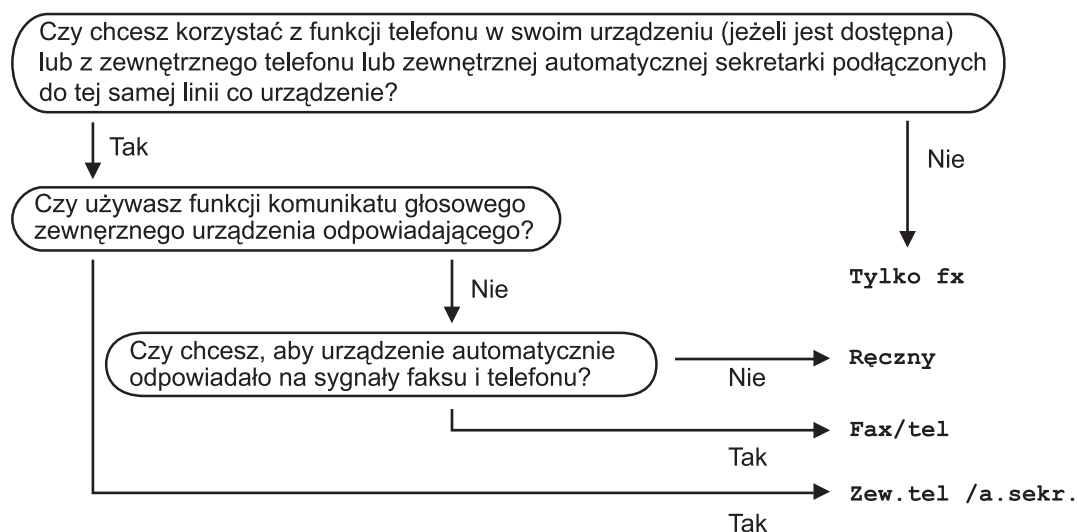 Czy chcesz korzystać z funkcji telefonu w swoim urządzeniu (jeżeli jest dostępna)
lub z zewnętrznego telefonu lub zewnętrznej automatycznej sekretarki podłączonych
do tej samej linii co urządzenie?
Tak
Nie
Czy używasz funkcji komunikatu głosowego
zewnęrznego urządzenia odpowiadającego?
Tylko fx
Nie
Czy chcesz, aby urządzenie automatycznie
odpowiadało na sygnały faksu i telefonu?
Nie
Ręczny
Fax/tel
Tak
Zew.tel /a.sekr.
Tak